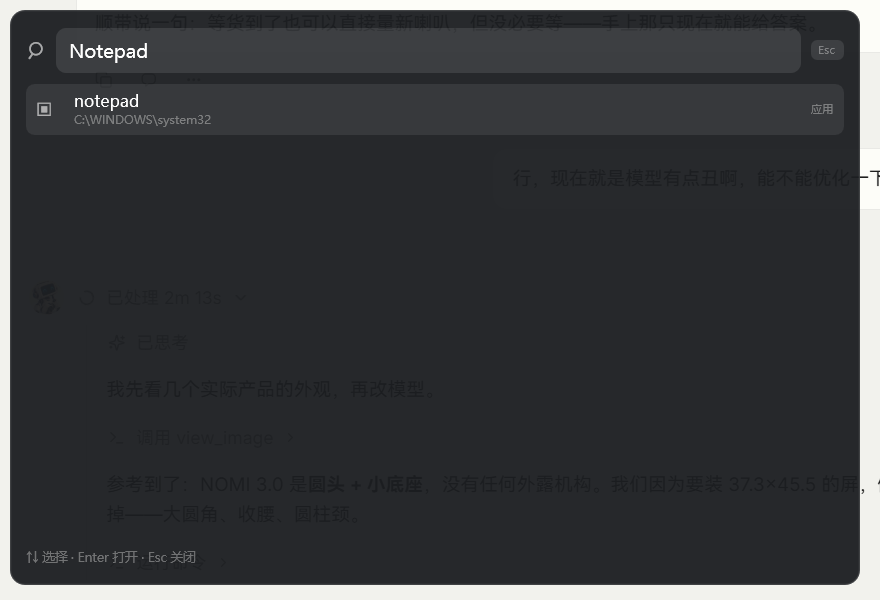 顺带说一句：等货到了也可以直接量新喇叭，但没必要等——手上那只现在就能给答案。
Notepad
Esc
notepad
C:\WINDOWS\system32
应用
行，现在就是模型有点丑啊，能不能优化一下
已处理 2m 13s
已思考
我先看几个实际产品的外观，再改模型。
调用 view_image
参考到了：NOMI 3.0 是圆头 + 小底座，没有任何外露机构。我们因为要装 37.3×45.5 的屏，
掉——大圆角、收腰、圆柱颈。
选择 · Enter 打开 · Esc 关闭